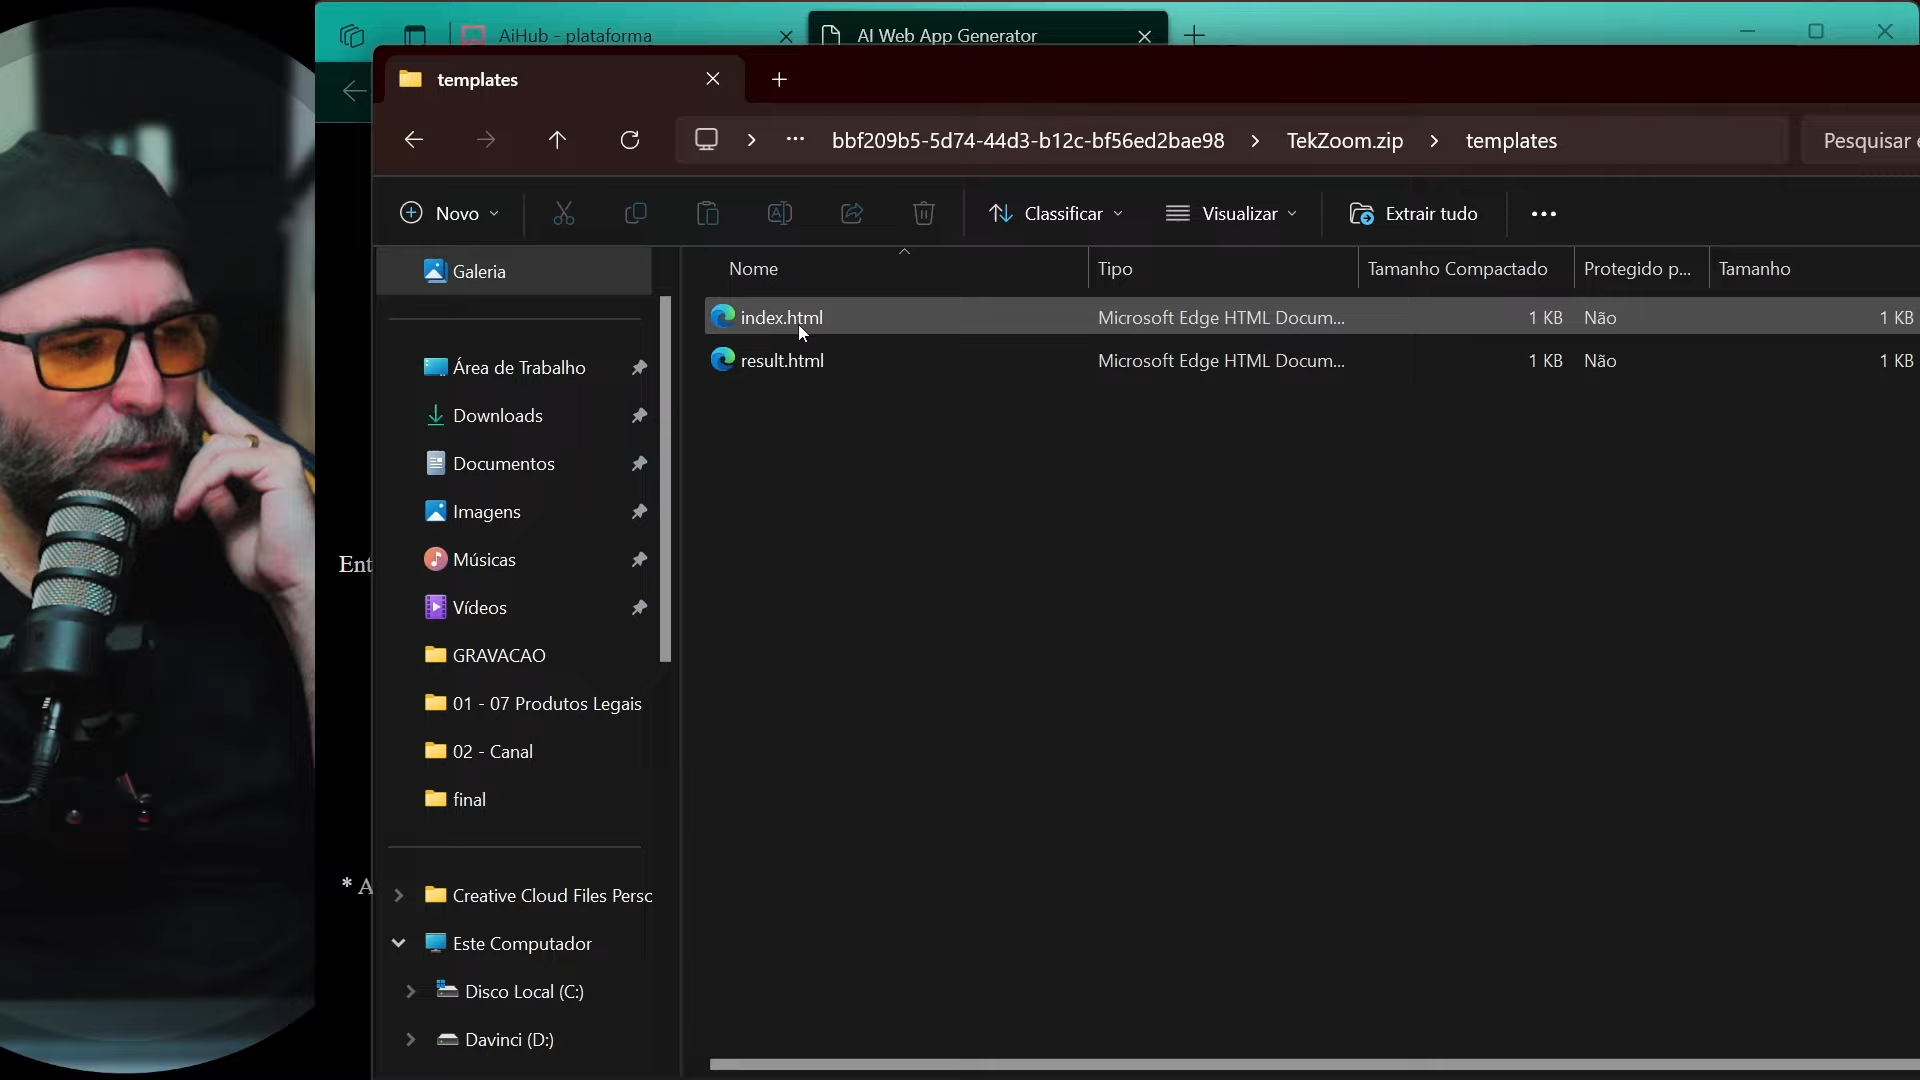 AiHub - plataforma
AI Web App Generator
templates
bbf209b5-5d74-44d3-b12c-bf56ed2bae98 > TekZoom.zip > templates
Pesquisar e
Novo
Classificar
Visualizar
Extrair tudo
Galeria
Área de Trabalho
Downloads
Documentos
Imagens
Músicas
Vídeos
GRAVACAO
01 - 07 Produtos Legais
02 - Canal
final
Creative Cloud Files Perso
Este Computador
Disco Local (C:)
Davinci (D:)
Nome Tipo Tamanho Compactado Protegido p... Tamanho
index.html Microsoft Edge HTML Docum... 1 KB Não 1 KB
result.html Microsoft Edge HTML Docum... 1 KB Não 1 KB
Ent
* A